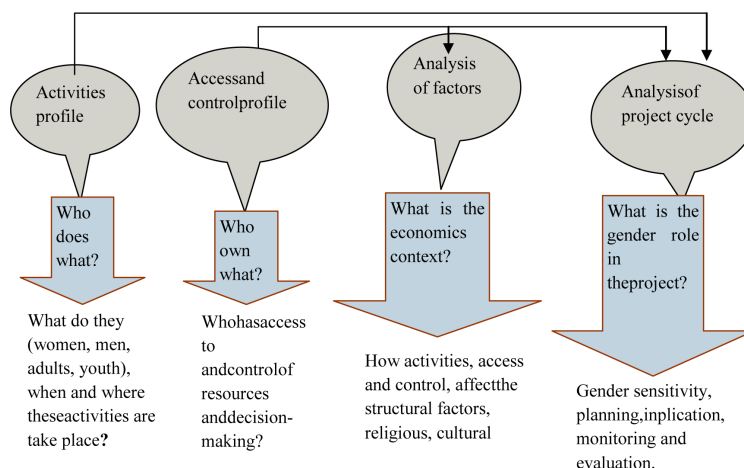 Activities
profile
Accessand
controlprofile
Analysis
of factors
Analysisof
project cycle
Who
does
what?
Who
own
what?
What is the
economics
context?
What is the
gender role
in
theproject?
What do they
(women, men,
adults, youth),
when and where
theseactivities are
take place?
Whohasaccess
to
andcontrolof
resources
anddecision-
making?
How activities, access
and control, affectthe
structural factors,
religious, cultural
Gender sensitivity,
planning,inplication,
monitoring and
evaluation.